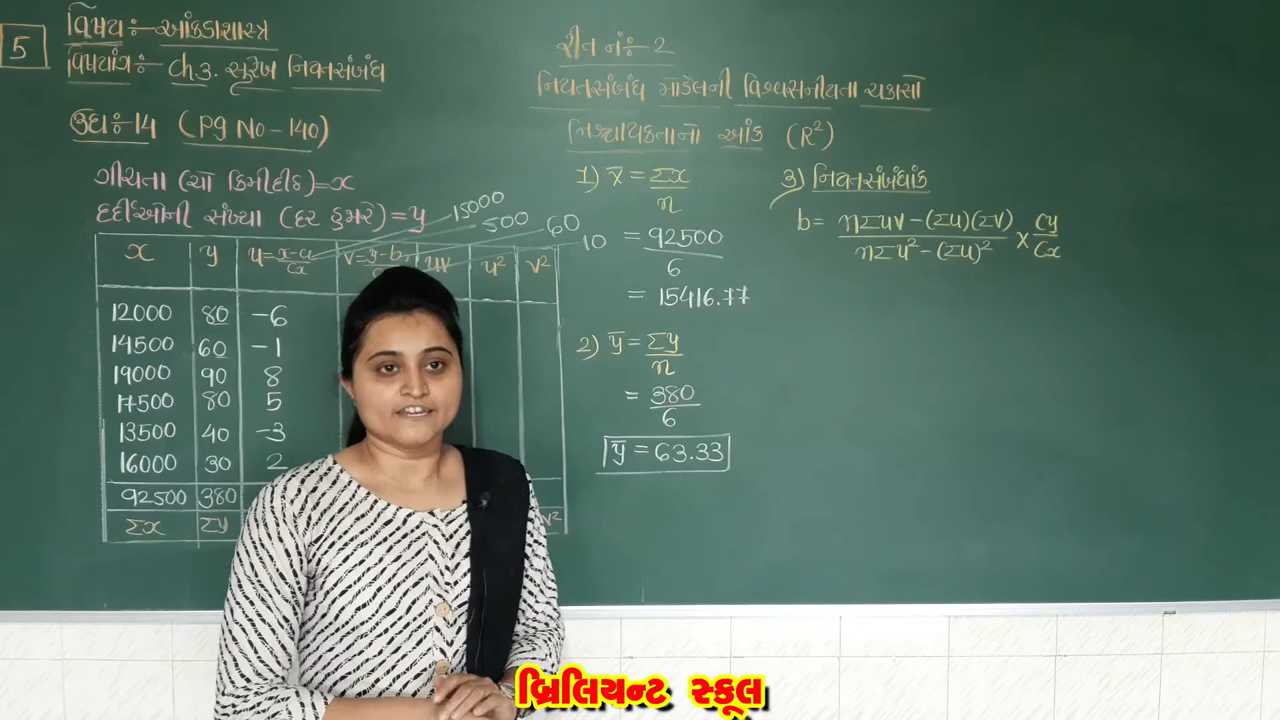 5
વિષય :- આંકડાશાસ્ત્ર
વિષયાંગ :- Ch 3. સુરેખ નિયતસંબંધ
ઉદા :- 14 (Pg No - 140)
ગીચતા (ચો કિમીદીઠ) = x
દર્દીઓની સંખ્યા (દર હજારે) = y
15000
500
60
10
x y u = x-a/cx v = y-b/ uv u² v²
12000 80 -6
14500 60 -1
19000 90 8
17500 80 5
13500 40 -3
16000 30 2
92500 380
Σx Σy v²
રીત નં :- 2
નિયતસંબંધ મોડેલની વિશ્વસનીયતા ચકાસો
નિશ્ચાયકતાનો આંક (R²)
1) x̄ = Σx/n
= 92500/6
= 15416.77
2) ȳ = Σy/n
= 380/6
ȳ = 63.33
3) નિયતસંબંધાંક
b = nΣuv - (Σu)(Σv)/nΣu² - (Σu)² × Cy/Cx
બ્રિલિયન્ટ સ્કૂલ